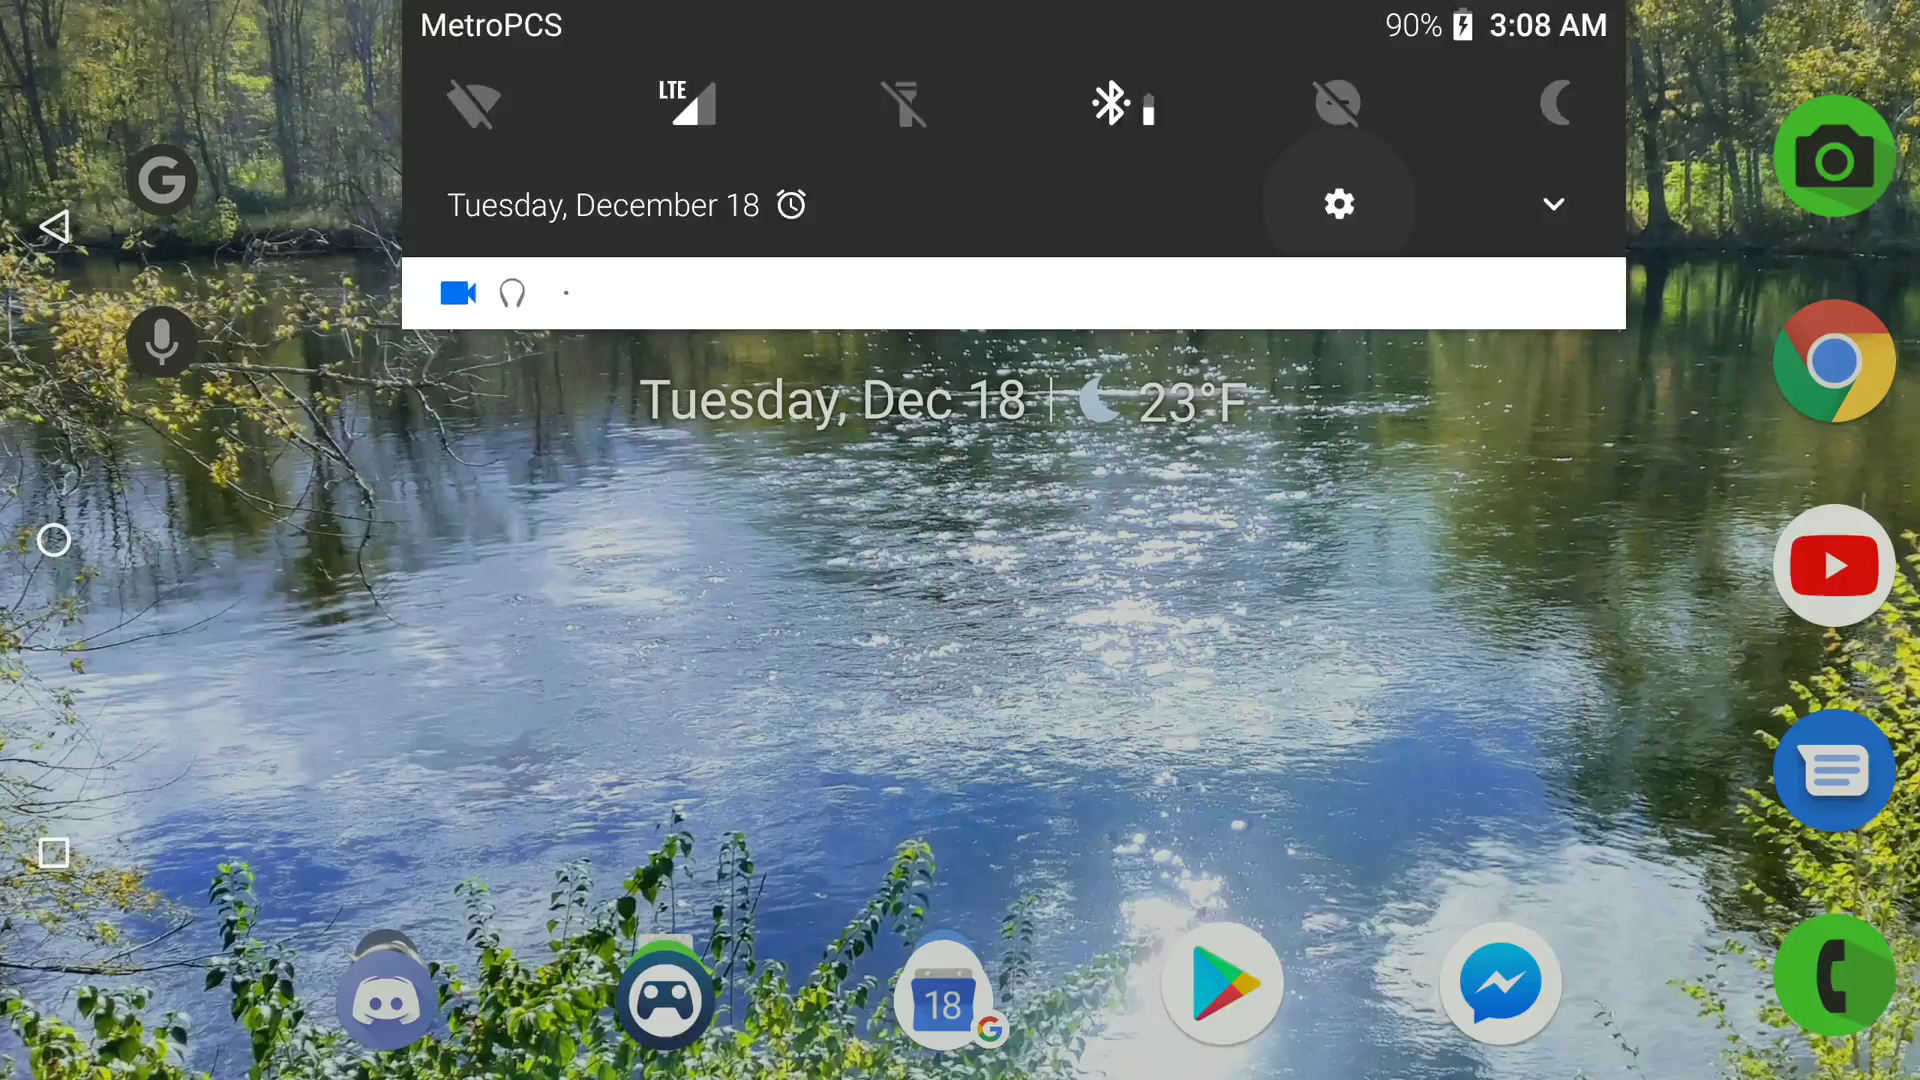 MetroPCS
90%
3:08 AM
LTE
Tuesday, December 18
Tuesday, Dec 18
23°F
18